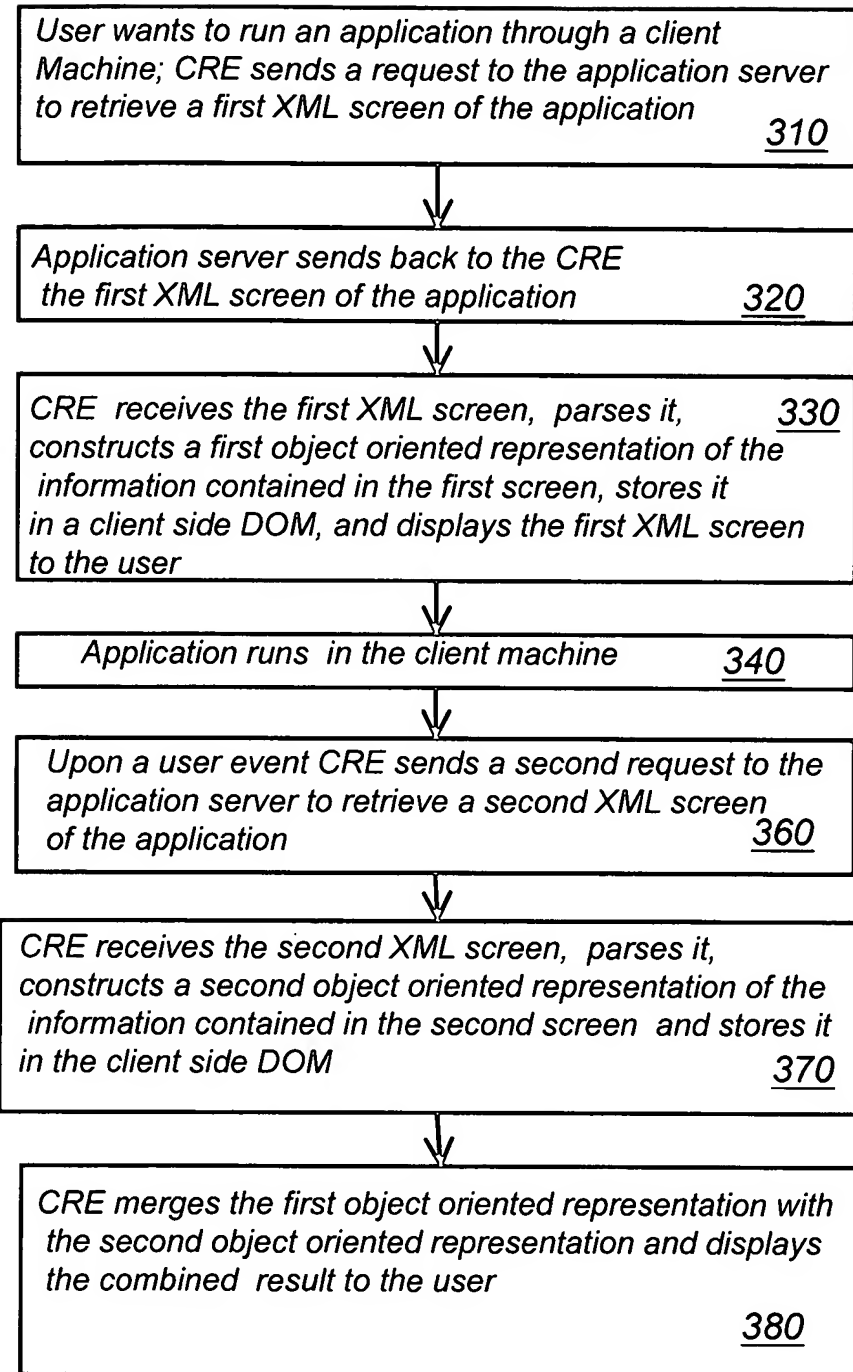 User wants to run an application through a client
Machine; CRE sends a request to the application server
to retrieve a first XML screen of the application
310
Application server sends back to the CRE
the first XML screen of the application
320
CRE receives the first XML screen, parses it, 330
constructs a first object oriented representation of the
information contained in the first screen, stores it
in a client side DOM, and displays the first XML screen
to the user
Application runs in the client machine 340
Upon a user event CRE sends a second request to the
application server to retrieve a second XML screen
of the application 360
CRE receives the second XML screen, parses it,
constructs a second object oriented representation of the
information contained in the second screen and stores it
in the client side DOM 370
CRE merges the first object oriented representation with
the second object oriented representation and displays
the combined result to the user
380